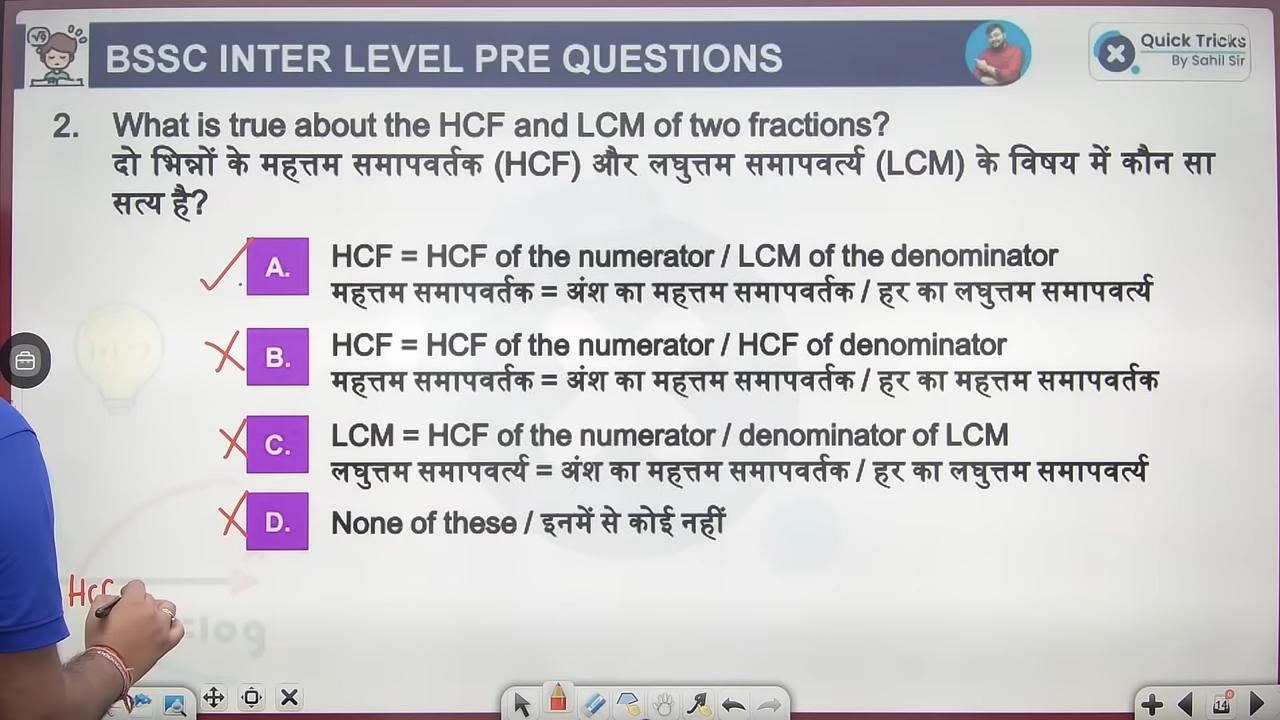 BSSC INTER LEVEL PRE QUESTIONS
Quick Tricks
By Sahil Sir
2. What is true about the HCF and LCM of two fractions?
दो भिन्नों के महत्तम समापवर्तक (HCF) और लघुत्तम समापवर्त्य (LCM) के विषय में कौन सा
सत्य है?
A. HCF = HCF of the numerator / LCM of the denominator
महत्तम समापवर्तक = अंश का महत्तम समापवर्तक / हर का लघुत्तम समापवर्त्य
B. HCF = HCF of the numerator / HCF of denominator
महत्तम समापवर्तक = अंश का महत्तम समापवर्तक / हर का महत्तम समापवर्तक
C. LCM = HCF of the numerator / denominator of LCM
लघुत्तम समापवर्त्य = अंश का महत्तम समापवर्तक / हर का लघुत्तम समापवर्त्य
D. None of these / इनमें से कोई नहीं
HCF
14